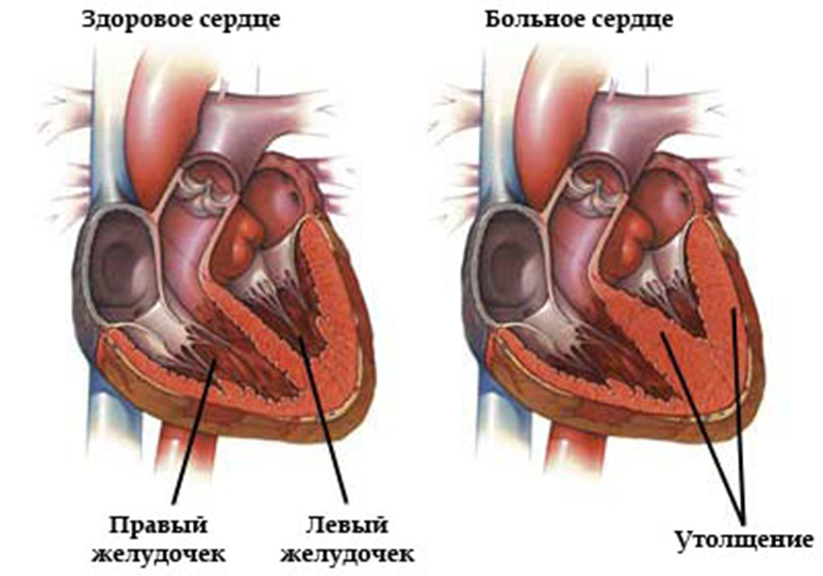 Здоровое сердце
Больное сердце
Правый
желудочек
Левый
желудочек
Утолщение